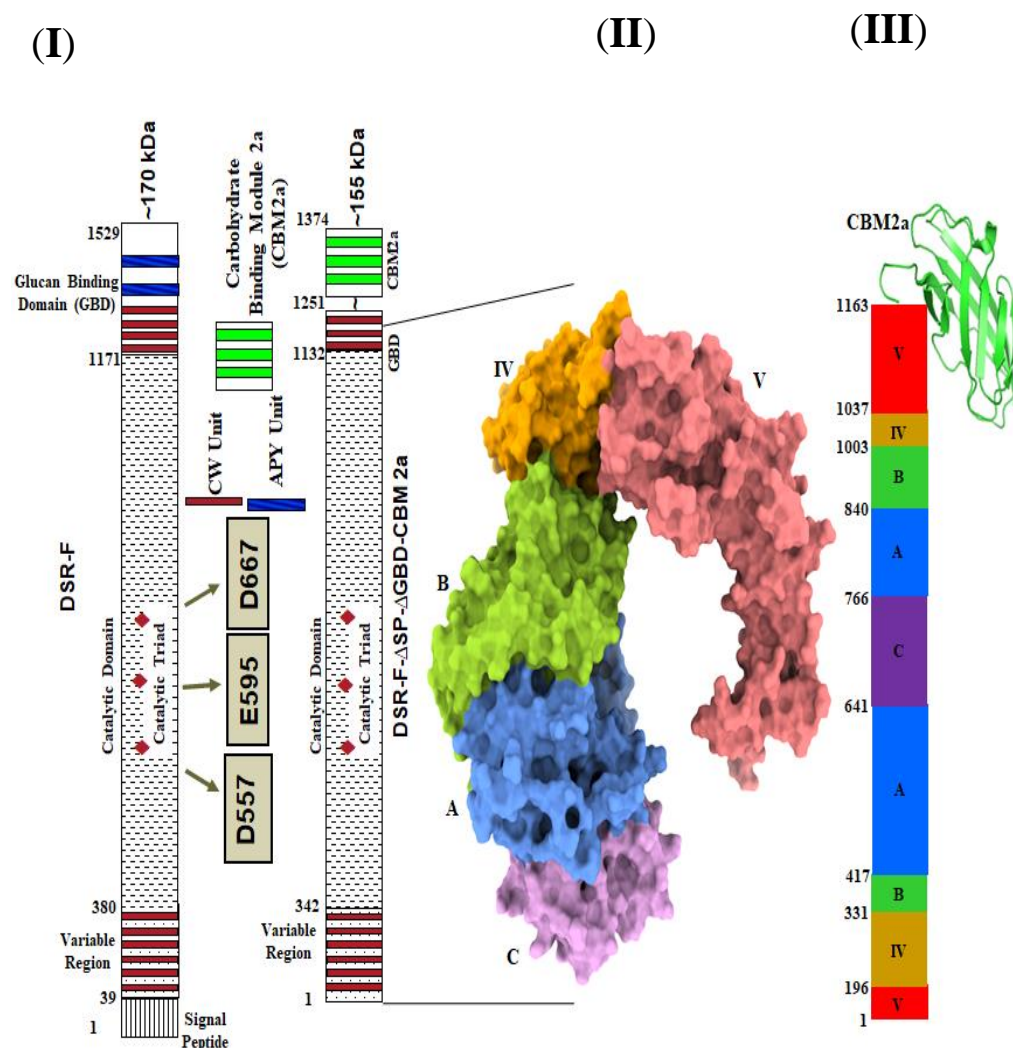 (I)
(II)
(III)
~170 kDa
1529
Glucan Binding
Domain (GBD)
1171
DSR-F
Catalytic Domain
Catalytic Triad
380
Variable
Region
39
1
Signal
Peptide
Carbohydrate
Binding Module 2a
(CBM2a)
CW Unit
APY Unit
D667
E595
D557
~155 kDa
1374
CBM2a
1251
~
1132
GBD
Catalytic Domain
Catalytic Triad
DSR-F-ΔSP-ΔGBD-CBM 2a
342
Variable
Region
1
IV
V
B
A
C
CBM2a
1163
V
1037
IV
1003
B
840
A
766
C
641
A
417
B
331
IV
196
V
1